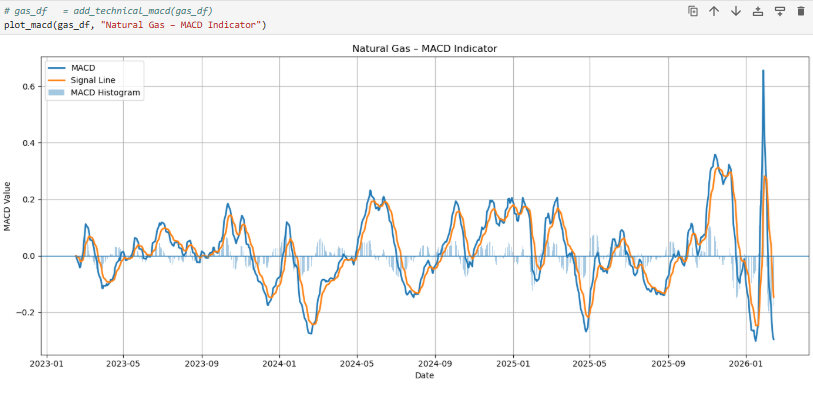 # gas_df   = add_technical_macd(gas_df)
plot_macd(gas_df, "Natural Gas – MACD Indicator")
Natural Gas – MACD Indicator
MACD
Signal Line
MACD Histogram
MACD Value
0.6
0.4
0.2
0.0
−0.2
2023-01
2023-05
2023-09
2024-01
2024-05
2024-09
2025-01
2025-05
2025-09
2026-01
Date